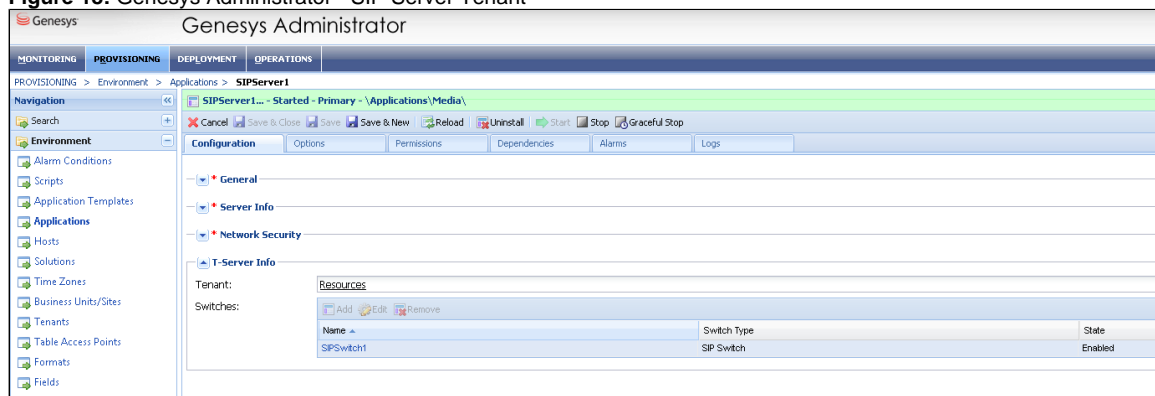 Figure 18: Genesys Administrator - SIP Server Tenant
Genesys
Genesys Administrator
MONITORING PROVISIONING DEPLOYMENT OPERATIONS
PROVISIONING > Environment > Applications > SIPServer1
Navigation
SIPServer1... - Started - Primary - \Applications\Media\
Search
Cancel Save & Close Save Save & New Reload Uninstall Start Stop Graceful Stop
Environment
Configuration Options Permissions Dependencies Alarms Logs
Alarm Conditions
Scripts
Application Templates
Applications
Hosts
Solutions
Time Zones
Business Units/Sites
Tenants
Table Access Points
Formats
Fields
* General
* Server Info
* Network Security
T-Server Info
Tenant: Resources
Switches:
Add Edit Remove
Name Switch Type State
SIPSwitch1 SIP Switch Enabled